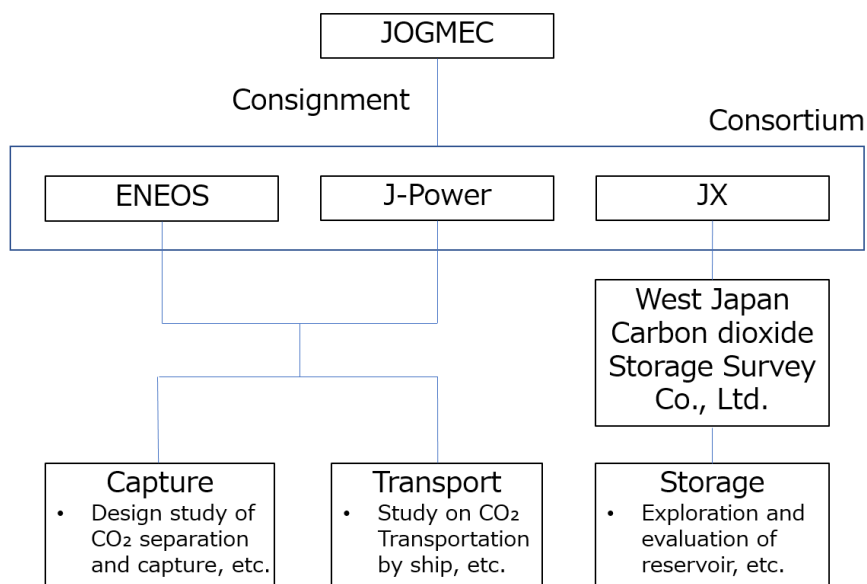 JOGMEC
Consignment
Consortium
ENEOS
J-Power
JX
West Japan
Carbon dioxide
Storage Survey
Co., Ltd.
Capture
• Design study of
CO₂ separation
and capture, etc.
Transport
• Study on CO₂
Transportation
by ship, etc.
Storage
• Exploration and
evaluation of
reservoir, etc.